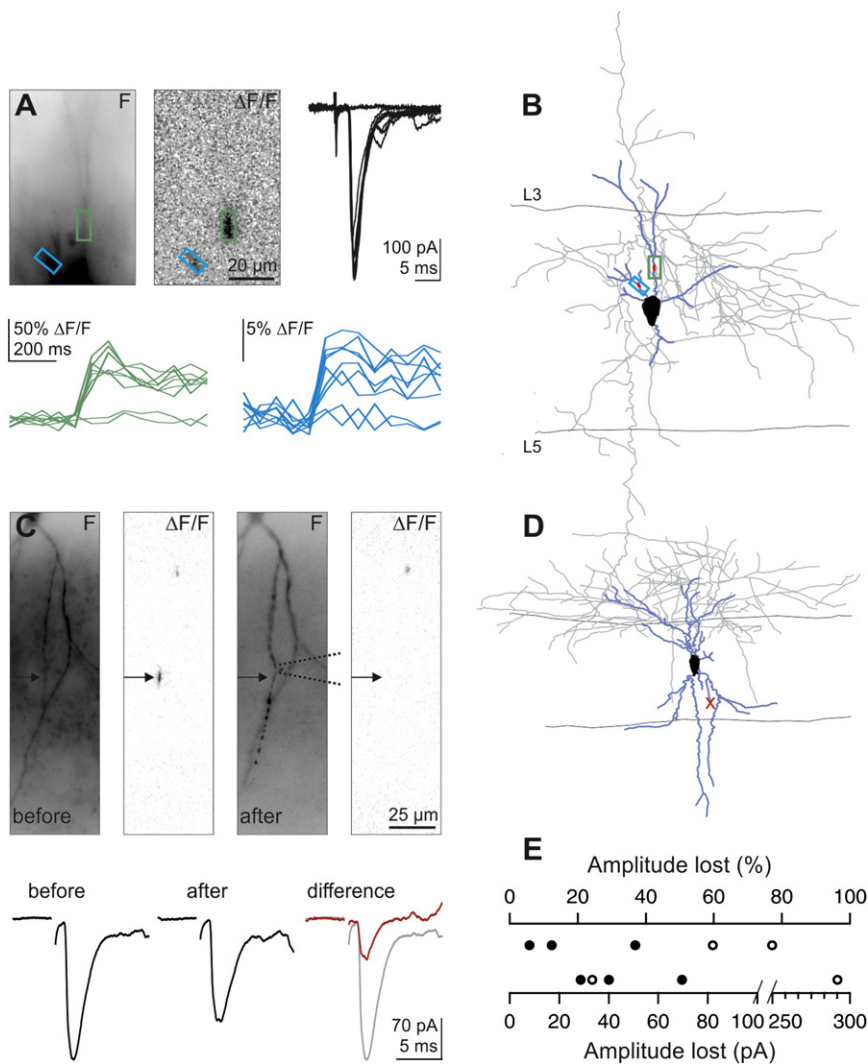 A
F
ΔF/F
20 µm
100 pA
5 ms
50% ΔF/F
200 ms
5% ΔF/F
B
L3
L5
C
F
ΔF/F
F
ΔF/F
before
after
25 µm
D
before
after
difference
70 pA
5 ms
E
Amplitude lost (%)
0 20 40 60 80 100
0 20 40 60 80 100 250 300
Amplitude lost (pA)